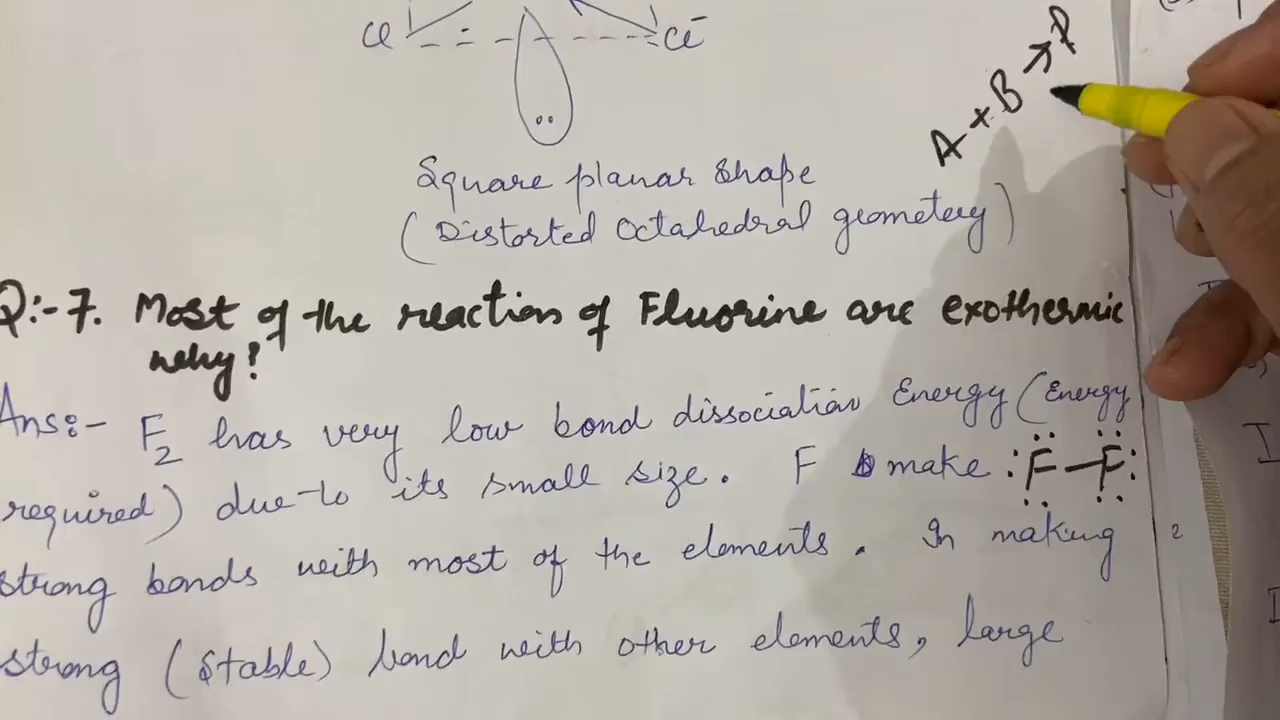 Cl Cl⁻
A + B → P
Square planar Shape
(Distorted Octahedral geometery)
Q:-7. Most of the reaction of Fluorine are exothermic
why?
Ans:- F₂ has very low bond dissociation Energy (Energy
required) due-to its small size. F make :F—F:
strong bonds with most of the elements. In making
strong (stable) bond with other elements, large
2